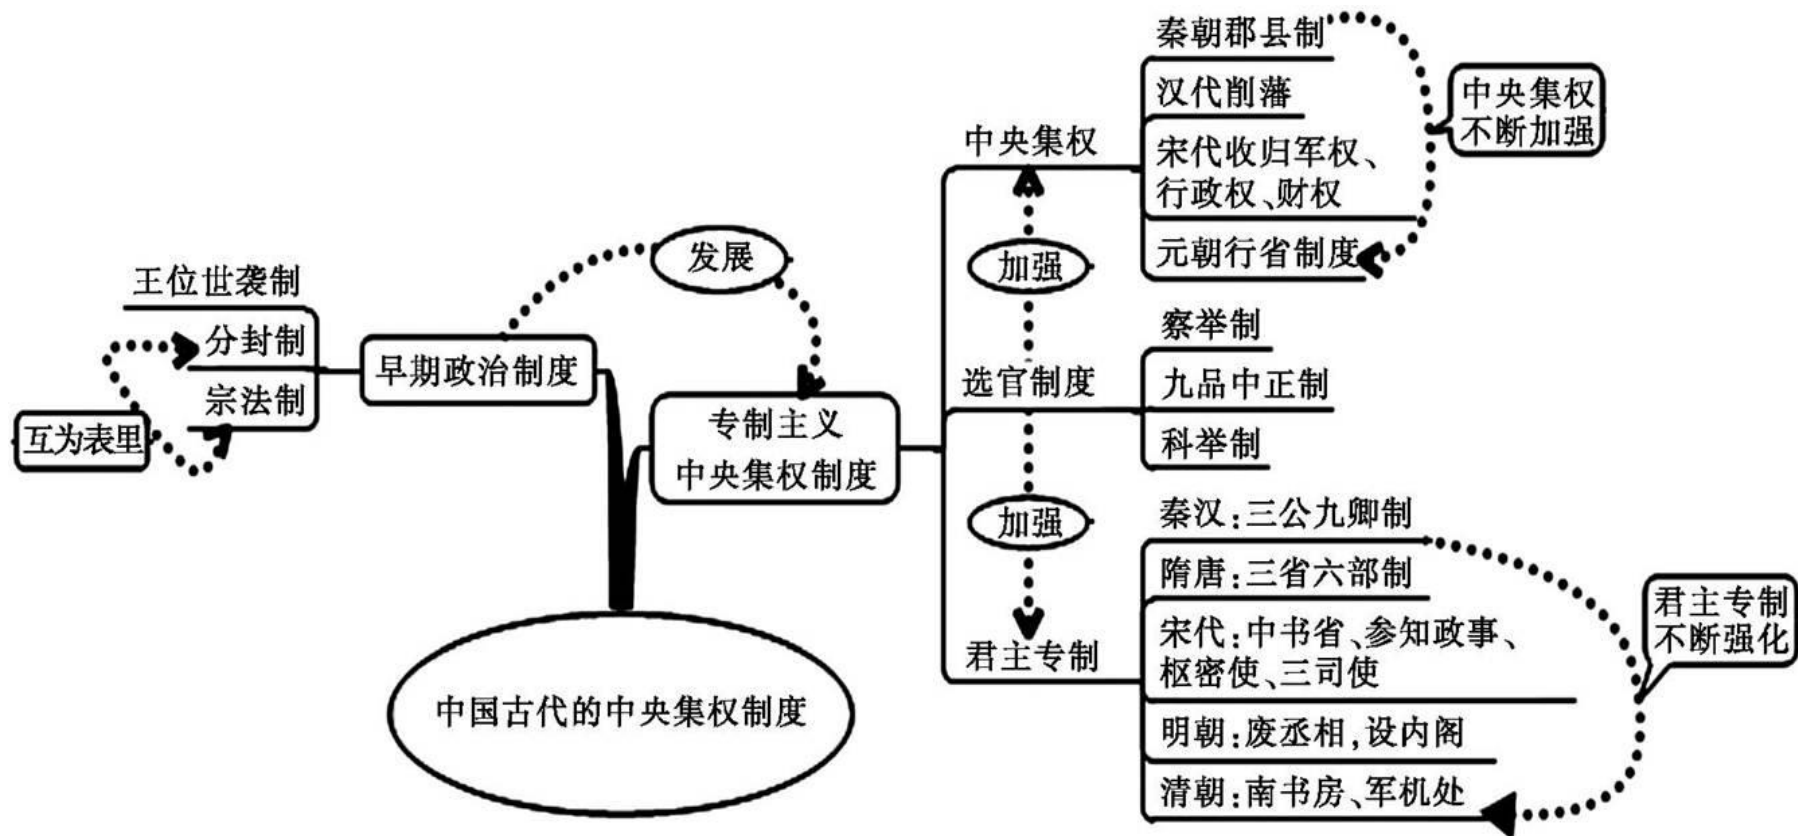 王位世袭制
分封制
宗法制
互为表里
早期政治制度
发展
专制主义
中央集权制度
中国古代的中央集权制度
中央集权
秦朝郡县制
汉代削藩
宋代收归军权、
行政权、财权
元朝行省制度
中央集权
不断加强
加强
选官制度
察举制
九品中正制
科举制
加强
君主专制
秦汉:三公九卿制
隋唐:三省六部制
宋代:中书省、参知政事、
枢密使、三司使
明朝:废丞相,设内阁
清朝:南书房、军机处
君主专制
不断强化